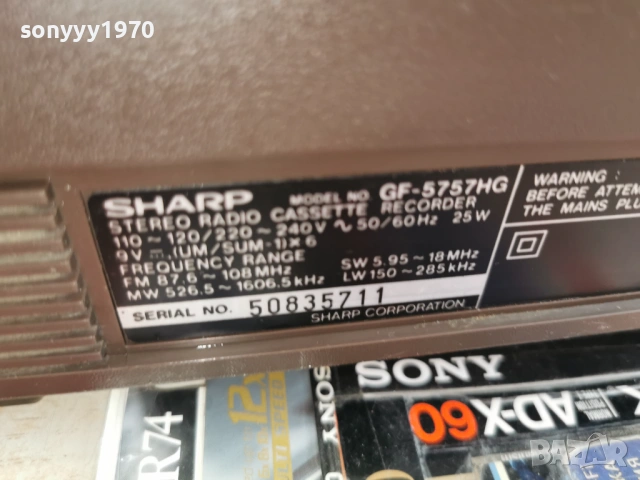 sonyyy1970
SHARP MODEL NO. GF-5757HG
STEREO RADIO CASSETTE RECORDER
110 ~ 120/220 ~ 240V ∿ 50/60Hz 25W
9V ⎓ (UM/SUM-1) x 6
FREQUENCY RANGE
FM 87.6 ~ 108MHz SW 5.95 ~ 18MHz
MW 526.5 ~ 1606.5kHz LW 150 ~ 285kHz
SERIAL NO. 50835711
SHARP CORPORATION
WARNING
BEFORE ATTEM
THE MAINS PLU
SONY
AD-X60
SONY
R74
12x
bazar